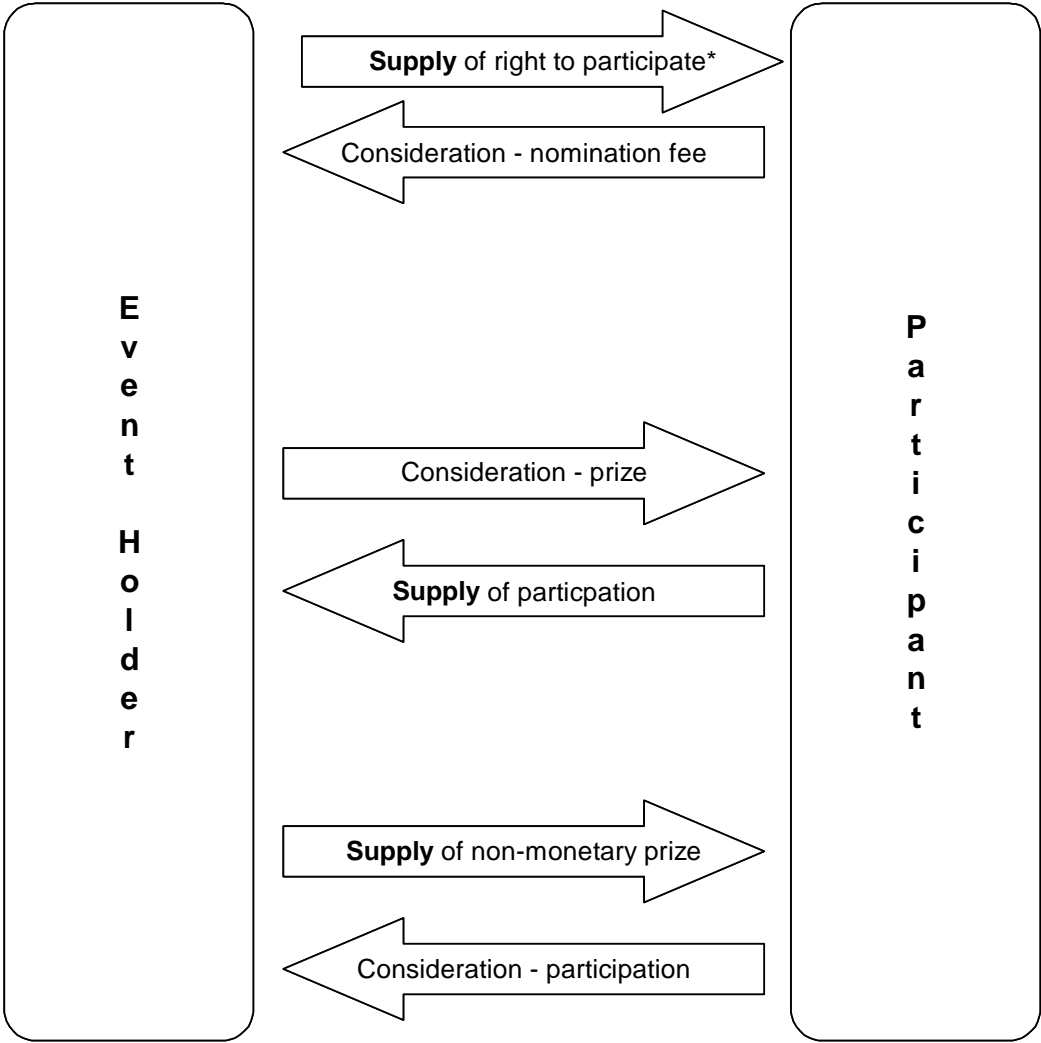 Supply of right to participate*
Consideration - nomination fee
Event Holder
Participant
Consideration - prize
Supply of particpation
Supply of non-monetary prize
Consideration - participation